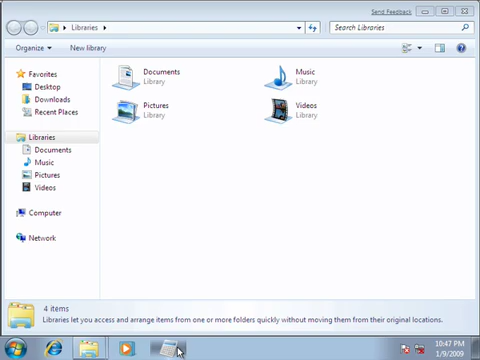 Send Feedback
Libraries
Search Libraries
Organize
New library
Favorites
Desktop
Downloads
Recent Places
Libraries
Documents
Music
Pictures
Videos
Computer
Network
Documents
Library
Music
Library
Pictures
Library
Videos
Library
4 items
Libraries let you access and arrange items from one or more folders quickly without moving them from their original locations.
10:47 PM
1/9/2009